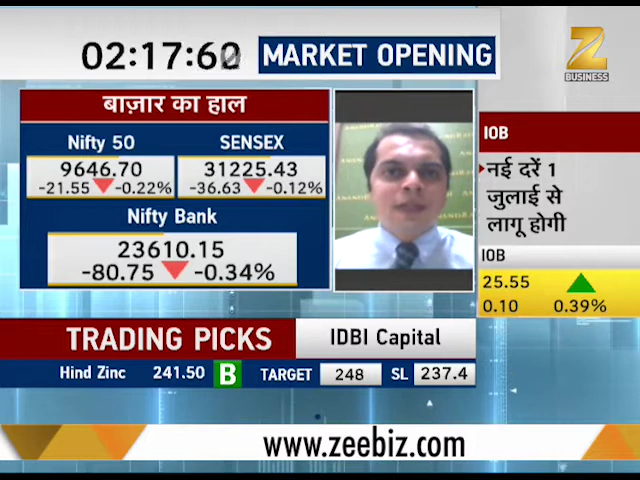 02:17:60
MARKET OPENING
Z
BUSINESS
बाज़ार का हाल
Nifty 50
9646.70
-21.55 -0.22%
SENSEX
31225.43
-36.63 -0.12%
Nifty Bank
23610.15
-80.75 -0.34%
IOB
नई दरें 1
जुलाई से
लागू होगी
IOB
25.55
0.10 0.39%
TRADING PICKS
IDBI Capital
Hind Zinc 241.50 B TARGET 248 SL 237.4
www.zeebiz.com